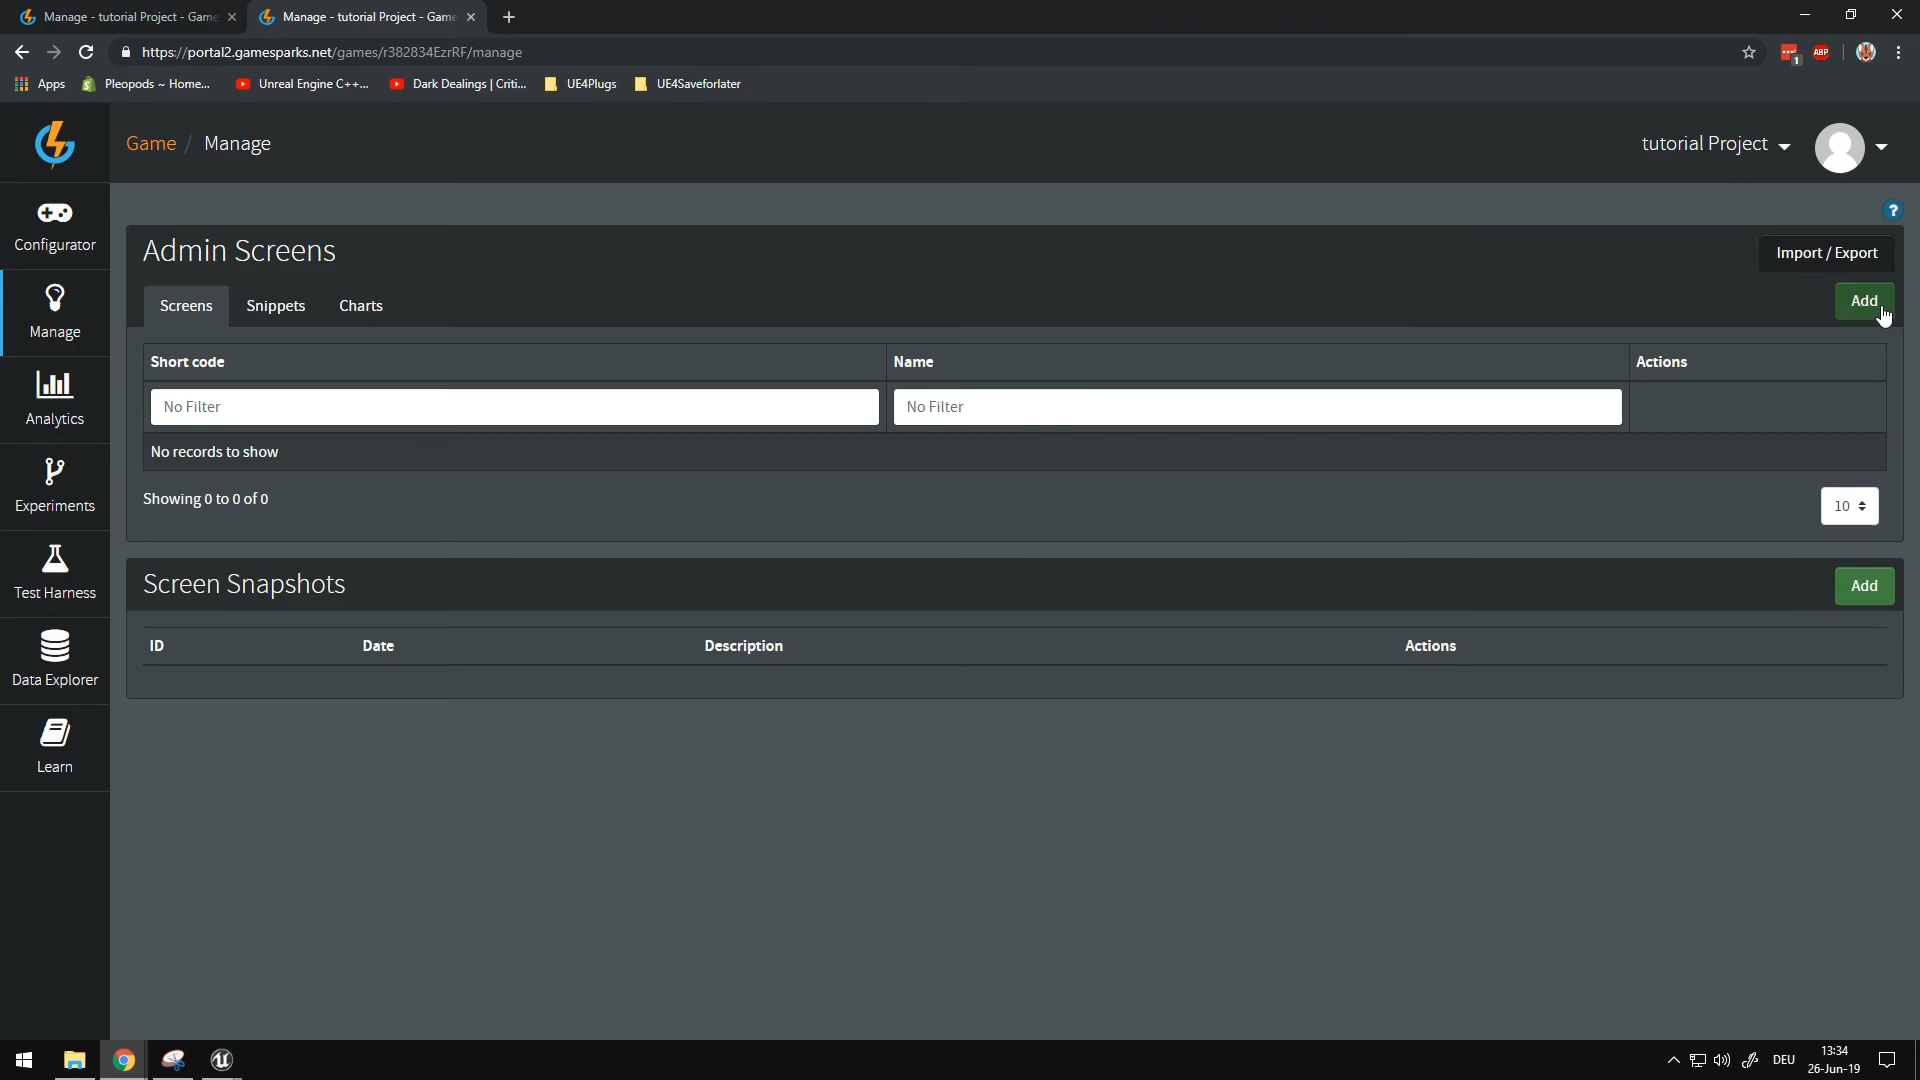 Manage - tutorial Project - Game
Manage - tutorial Project - Game
https://portal2.gamesparks.net/games/r382834EzrRF/manage
1
ABP
Apps
Pleopods ~ Home...
Unreal Engine C++...
Dark Dealings | Criti...
UE4Plugs
UE4Saveforlater
Game / Manage
tutorial Project
Configurator
Manage
Analytics
Experiments
Test Harness
Data Explorer
Learn
?
Admin Screens
Import / Export
Screens
Snippets
Charts
Add
Short code
Name
Actions
No Filter
No Filter
No records to show
Showing 0 to 0 of 0
10
Screen Snapshots
Add
ID
Date
Description
Actions
DEU
13:34
26-Jun-19